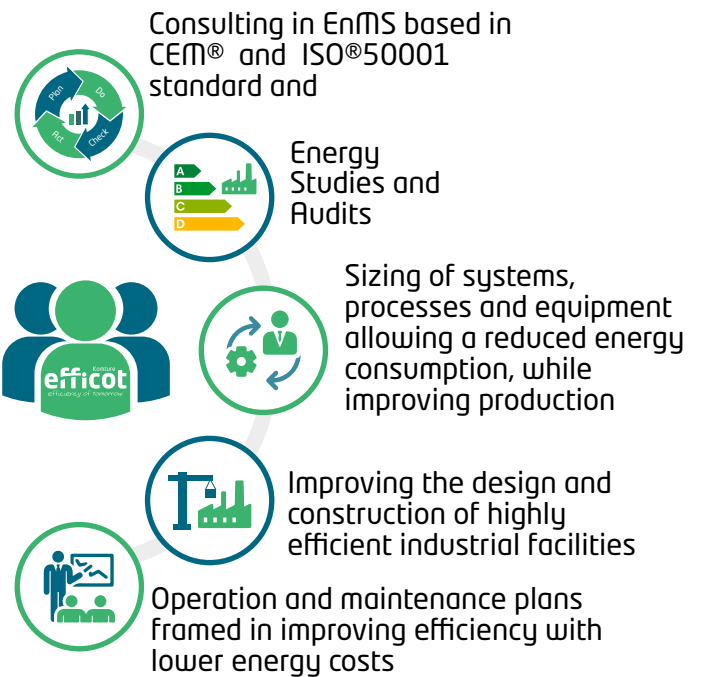 Consulting in EnMS based in
CEM® and ISO®50001
standard and
Plan
Do
Check
Act
Energy
Studies and
Audits
A
B
C
D
Sizing of systems,
processes and equipment
allowing a reduced energy
consumption, while
improving production
Komtura
efficot
efficiency of tomorrow
Improving the design and
construction of highly
efficient industrial facilities
Operation and maintenance plans
framed in improving efficiency with
lower energy costs